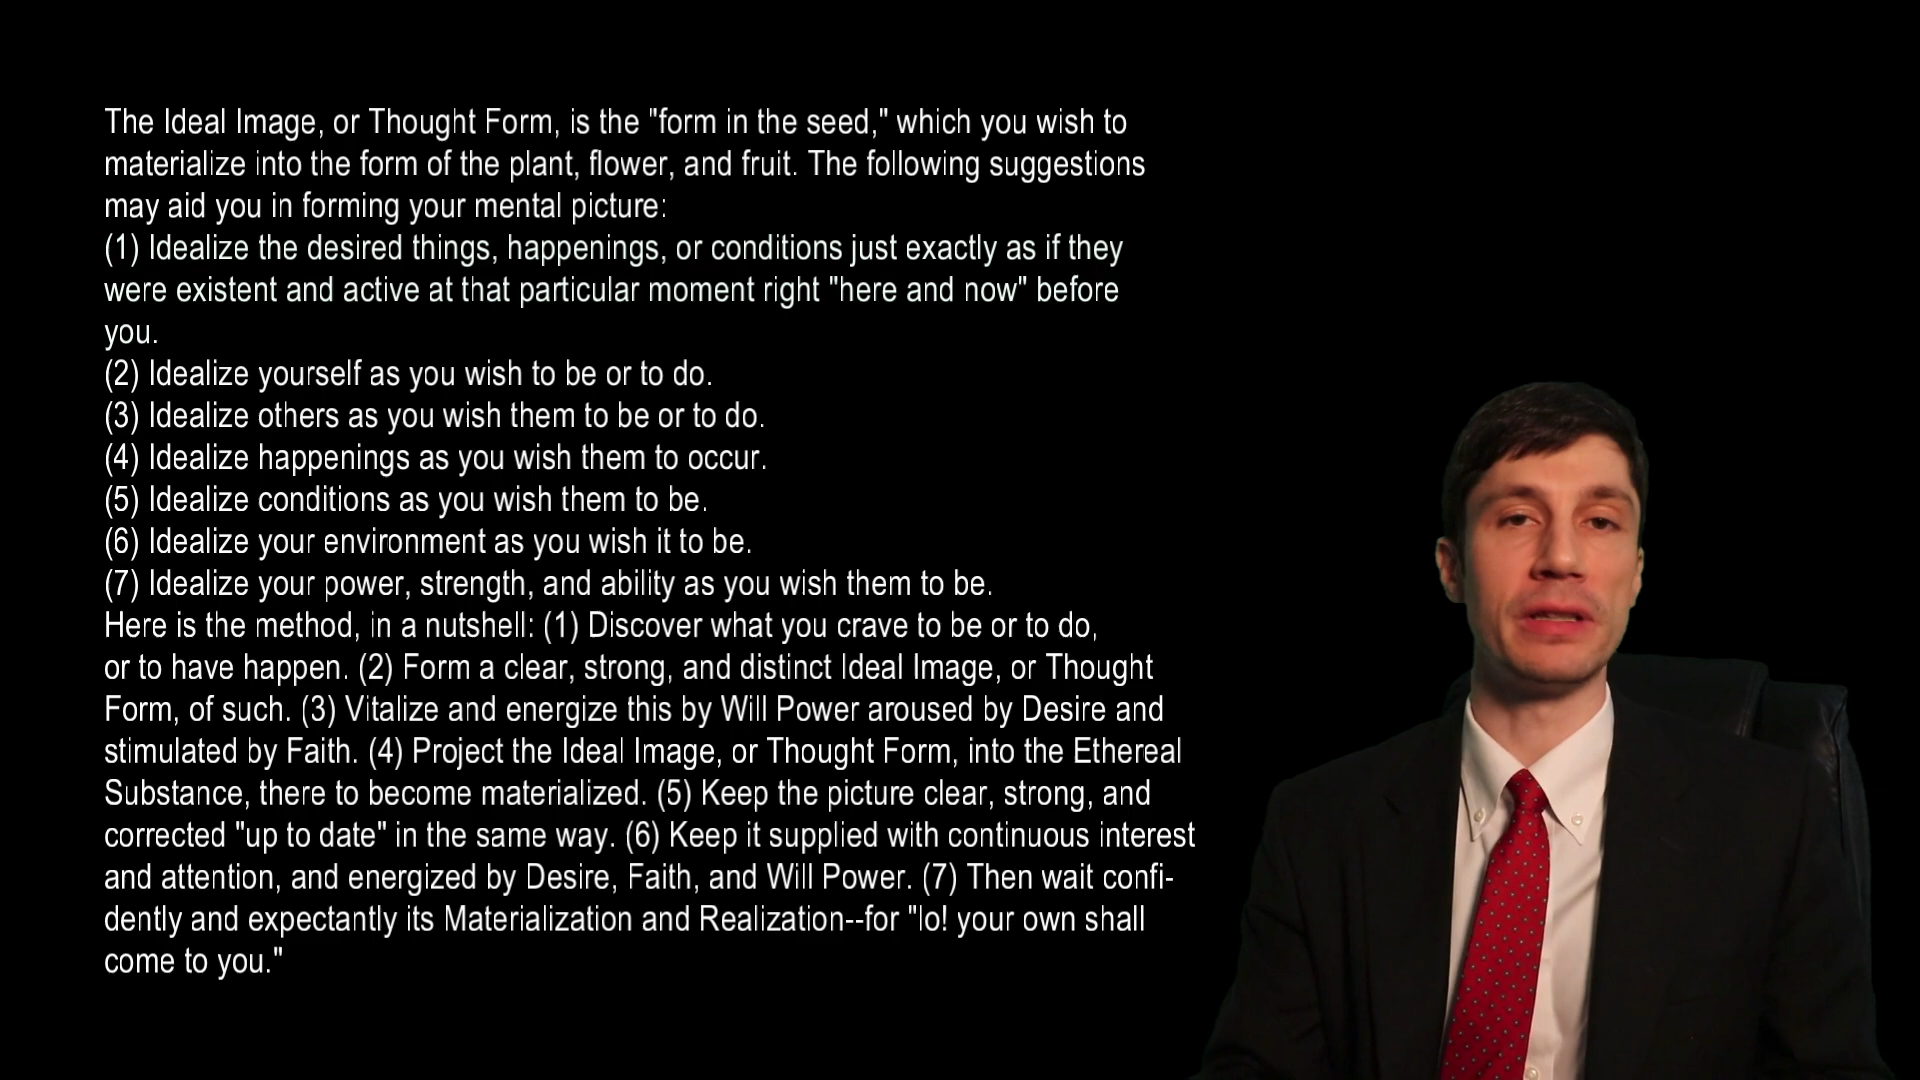 The Ideal Image, or Thought Form, is the "form in the seed," which you wish to
materialize into the form of the plant, flower, and fruit. The following suggestions
may aid you in forming your mental picture:
(1) Idealize the desired things, happenings, or conditions just exactly as if they
were existent and active at that particular moment right "here and now" before
you.
(2) Idealize yourself as you wish to be or to do.
(3) Idealize others as you wish them to be or to do.
(4) Idealize happenings as you wish them to occur.
(5) Idealize conditions as you wish them to be.
(6) Idealize your environment as you wish it to be.
(7) Idealize your power, strength, and ability as you wish them to be.
Here is the method, in a nutshell: (1) Discover what you crave to be or to do,
or to have happen. (2) Form a clear, strong, and distinct Ideal Image, or Thought
Form, of such. (3) Vitalize and energize this by Will Power aroused by Desire and
stimulated by Faith. (4) Project the Ideal Image, or Thought Form, into the Ethereal
Substance, there to become materialized. (5) Keep the picture clear, strong, and
corrected "up to date" in the same way. (6) Keep it supplied with continuous interest
and attention, and energized by Desire, Faith, and Will Power. (7) Then wait confi-
dently and expectantly its Materialization and Realization--for "lo! your own shall
come to you."